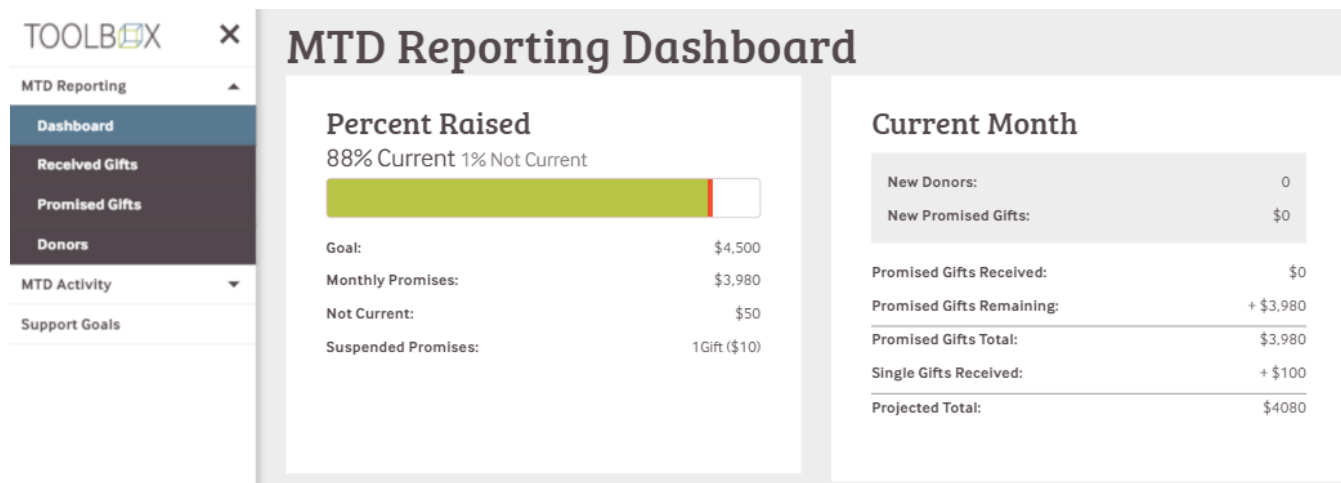 TOOLBOX ×
MTD Reporting
Dashboard
Received Gifts
Promised Gifts
Donors
MTD Activity
Support Goals
MTD Reporting Dashboard
Percent Raised
88% Current 1% Not Current
Goal: $4,500
Monthly Promises: $3,980
Not Current: $50
Suspended Promises: 1 Gift ($10)
Current Month
New Donors: 0
New Promised Gifts: $0
Promised Gifts Received: $0
Promised Gifts Remaining: + $3,980
Promised Gifts Total: $3,980
Single Gifts Received: + $100
Projected Total: $4080